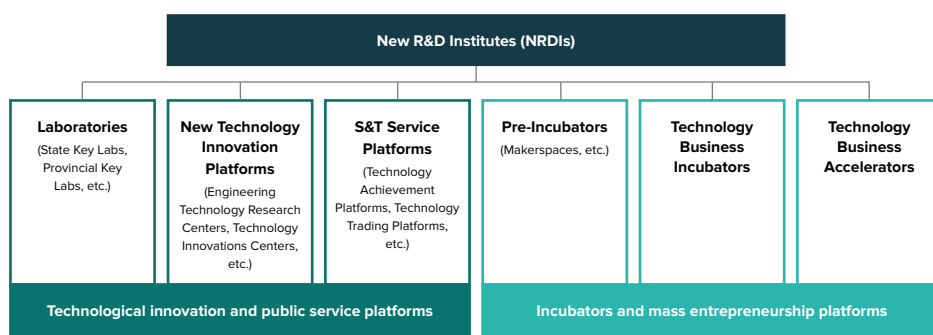 New R&D Institutes (NRDIs)
Laboratories
(State Key Labs,
Provincial Key
Labs, etc.)
New Technology
Innovation
Platforms
(Engineering
Technology Research
Centers, Technology
Innovations Centers,
etc.)
S&T Service
Platforms
(Technology
Achievement
Platforms, Technology
Trading Platforms,
etc.)
Pre-Incubators
(Makerspaces, etc.)
Technology
Business
Incubators
Technology
Business
Accelerators
Technological innovation and public service platforms
Incubators and mass entrepreneurship platforms